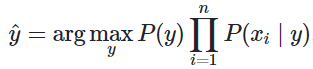 ŷ = arg max_y P(y) ∏_{i=1}^{n} P(x_i | y)